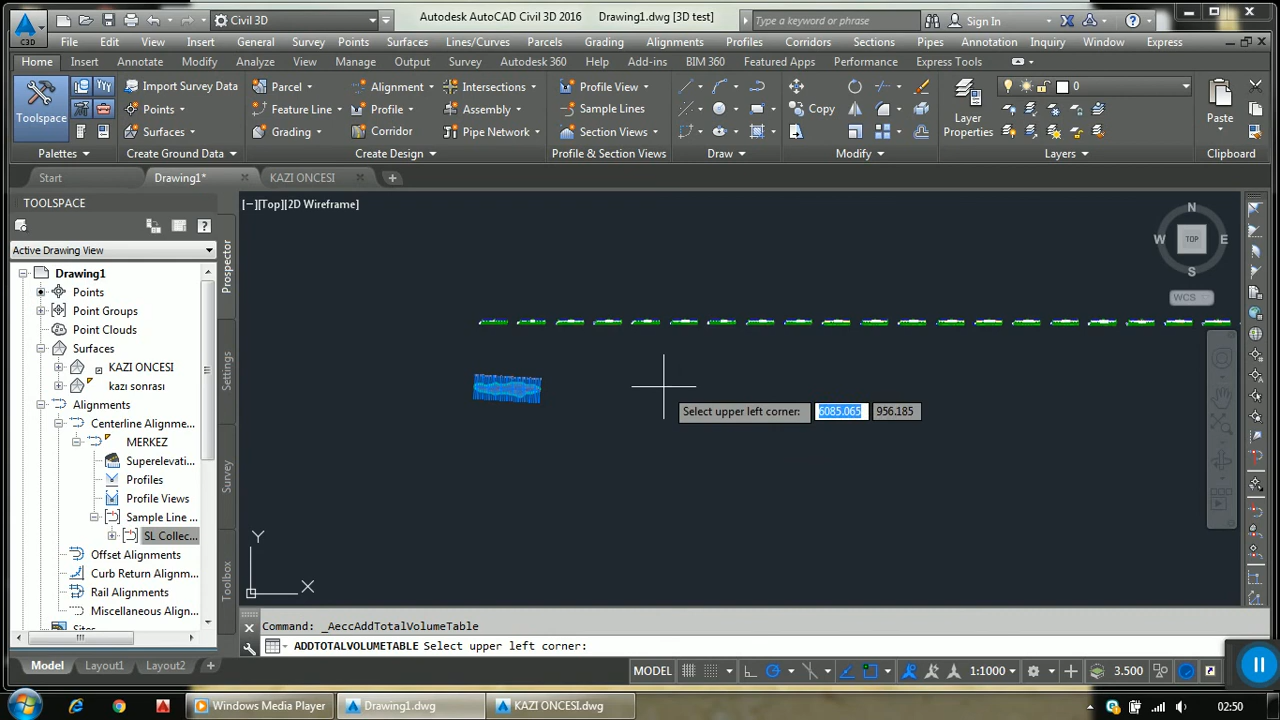 Civil 3D
Autodesk AutoCAD Civil 3D 2016 Drawing1.dwg [3D test]
Type a keyword or phrase
Sign In
C3D
File Edit View Insert General Survey Points Surfaces Lines/Curves Parcels Grading Alignments Profiles Corridors Sections Pipes Annotation Inquiry Window Express
Home Insert Annotate Modify Analyze View Manage Output Survey Autodesk 360 Help Add-ins BIM 360 Featured Apps Express Tools Performance
Toolspace
Import Survey Data
Points
Surfaces
Parcel
Feature Line
Grading
Alignment
Profile
Corridor
Intersections
Assembly
Pipe Network
Profile View
Sample Lines
Section Views
Copy
Layer
Properties
0
Paste
Palettes
Create Ground Data
Create Design
Profile & Section Views
Draw
Modify
Layers
Clipboard
Start
Drawing1*
KAZI ONCESI
TOOLSPACE
Active Drawing View
Drawing1
Points
Point Groups
Point Clouds
Surfaces
KAZI ONCESI
kazı sonrası
Alignments
Centerline Alignme...
MERKEZ
Superelevati...
Profiles
Profile Views
Sample Line ...
SL Collec...
Offset Alignments
Curb Return Alignm...
Rail Alignments
Miscellaneous Align...
Sites
Prospector
Settings
Survey
Toolbox
[−][Top][2D Wireframe]
N
W
TOP
E
S
WCS
Select upper left corner: 6085.065 956.185
Y
X
Command: _AeccAddTotalVolumeTable
ADDTOTALVOLUMETABLE Select upper left corner:
Model Layout1 Layout2
MODEL
1:1000
3.500
Windows Media Player
Drawing1.dwg
KAZI ONCESI.dwg
02:50